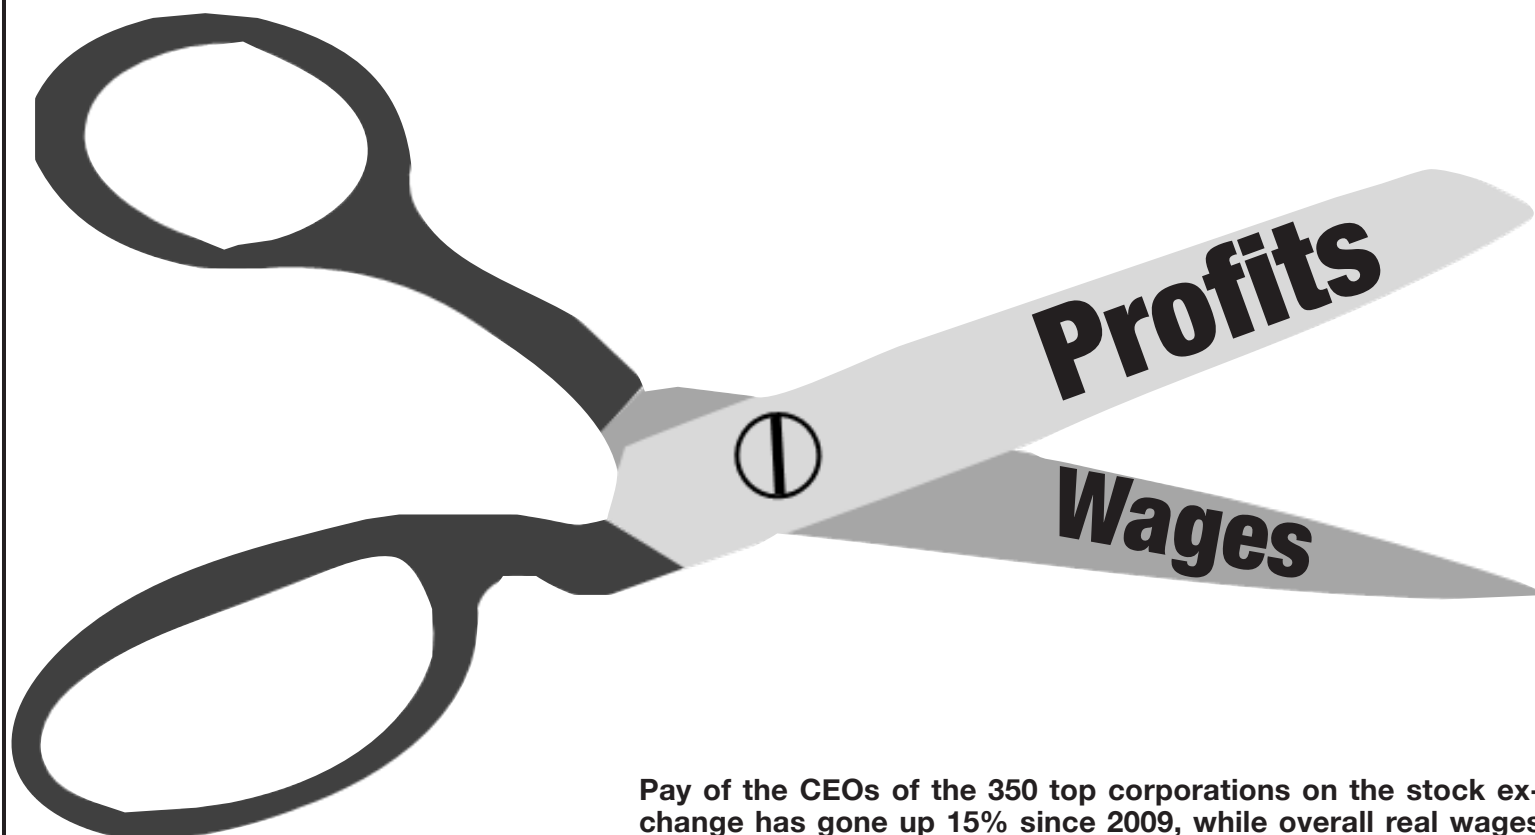 Profits
Wages
Pay of the CEOs of the 350 top corporations on the stock ex-
change has gone up 15% since 2009, while overall real wages